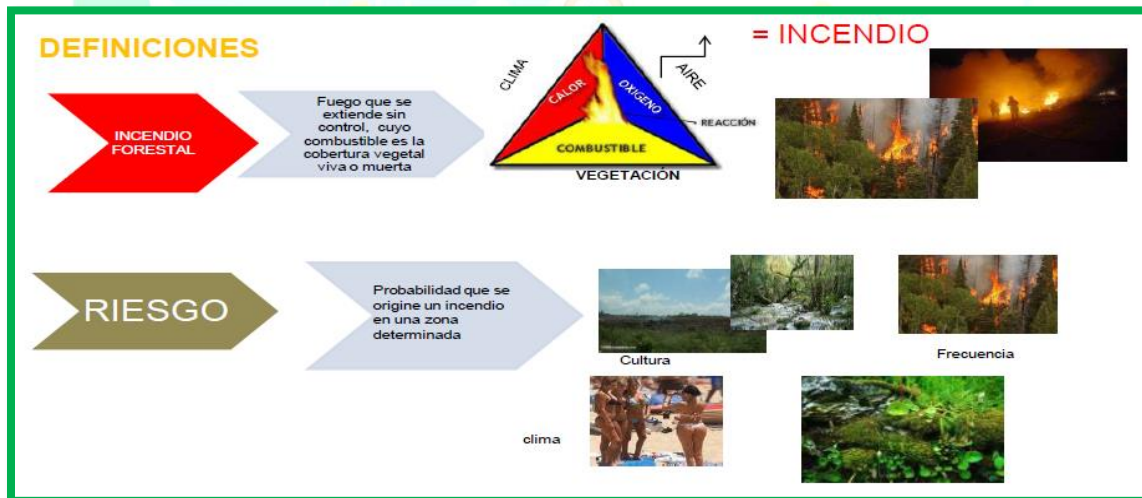 DEFINICIONES
INCENDIO
FORESTAL
Fuego que se
extiende sin
control, cuyo
combustible es la
cobertura vegetal
viva o muerta
CLIMA
CALOR
OXIGENO
AIRE
REACCIÓN
COMBUSTIBLE
VEGETACIÓN
= INCENDIO
RIESGO
Probabilidad que se
origine un incendio
en una zona
determinada
Cultura
Frecuencia
clima